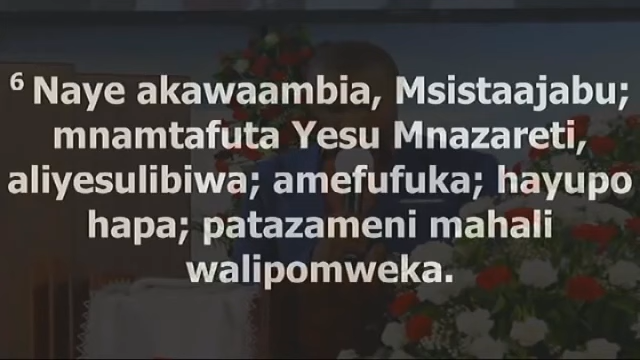 6 Naye akawaambia, Msistaajabu;
mnamtafuta Yesu Mnazareti,
aliyesulibiwa; amefufuka; hayupo
hapa; patazameni mahali
walipomweka.